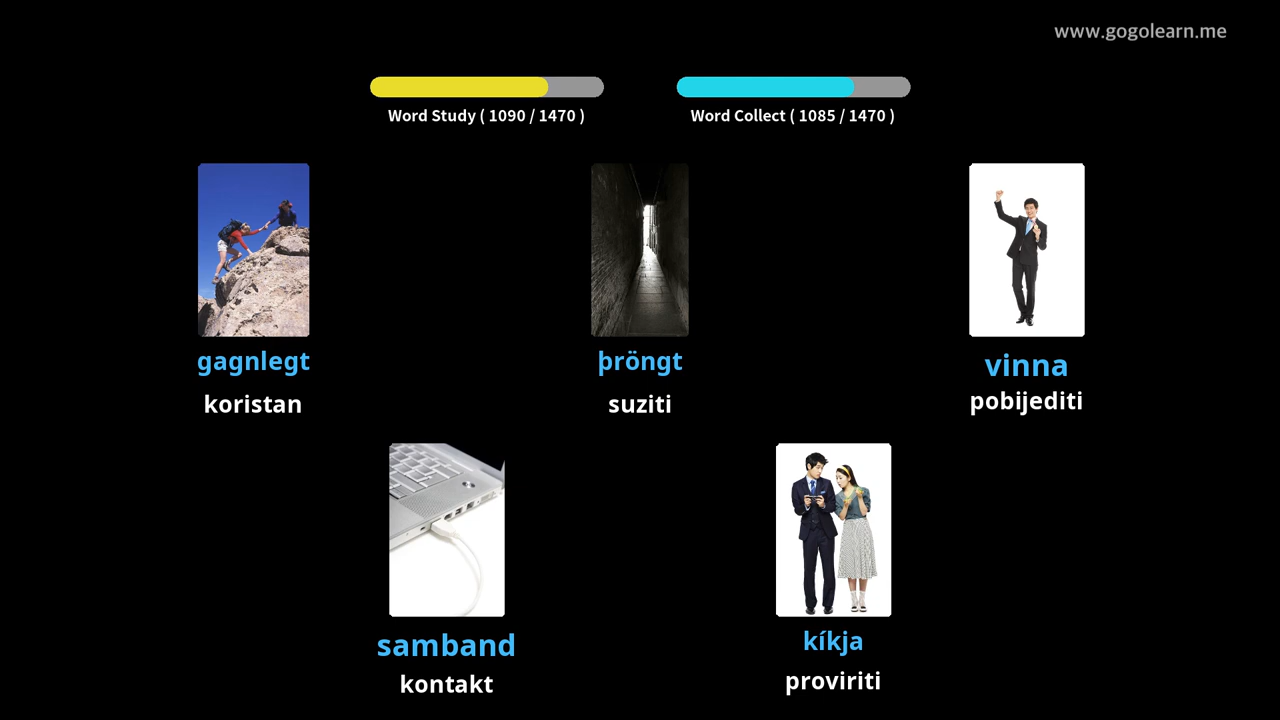 www.gogolearn.me
Word Study ( 1090 / 1470 )
Word Collect ( 1085 / 1470 )
gagnlegt
koristan
þröngt
suziti
vinna
pobijediti
samband
kontakt
kíkja
proviriti